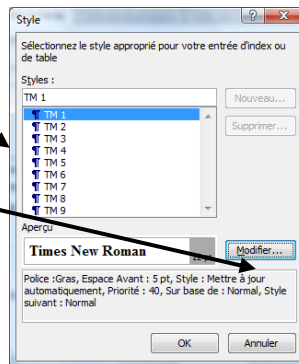 Style
Sélectionnez le style approprié pour votre entrée d'index ou
de table
Styles :
TM 1
Nouveau...
TM 1
Supprimer...
TM 2
TM 3
TM 4
TM 5
TM 6
TM 7
TM 8
TM 9
Aperçu
Times New Roman
Modifier...
Police :Gras, Espace Avant : 5 pt, Style : Mettre à jour
automatiquement, Priorité : 40, Sur base de : Normal, Style
suivant : Normal
OK
Annuler